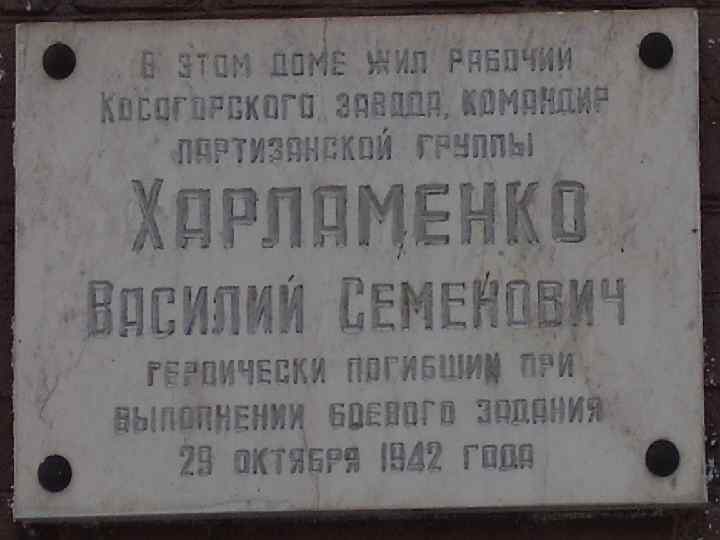 В ЭТОМ ДОМЕ ЖИЛ РАБОЧИЙ
КОСОГОРСКОГО ЗАВОДА, КОМАНДИР
ПАРТИЗАНСКОЙ ГРУППЫ
ХАРЛАМЕНКО
ВАСИЛИЙ СЕМЕНОВИЧ
ГЕРОИЧЕСКИ ПОГИБШИЙ ПРИ
ВЫПОЛНЕНИИ БОЕВОГО ЗАДАНИЯ
29 ОКТЯБРЯ 1942 ГОДА